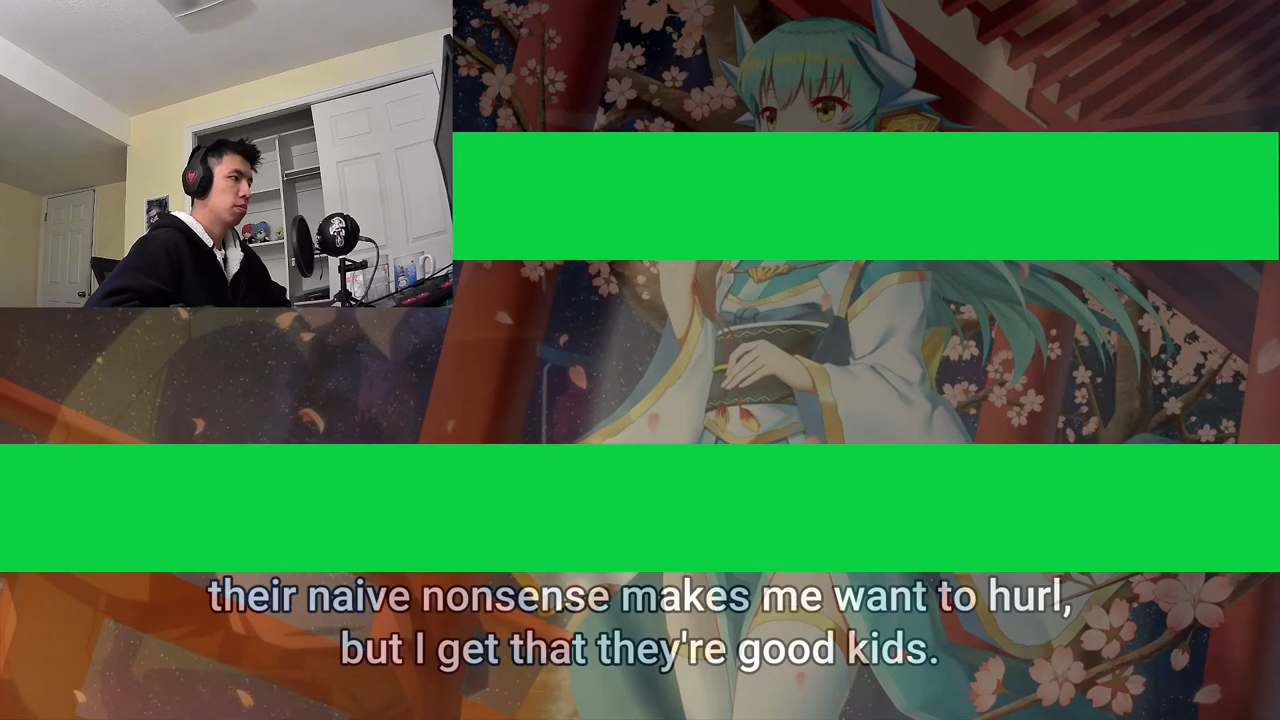 their naive nonsense makes me want to hurl,
but I get that they're good kids.